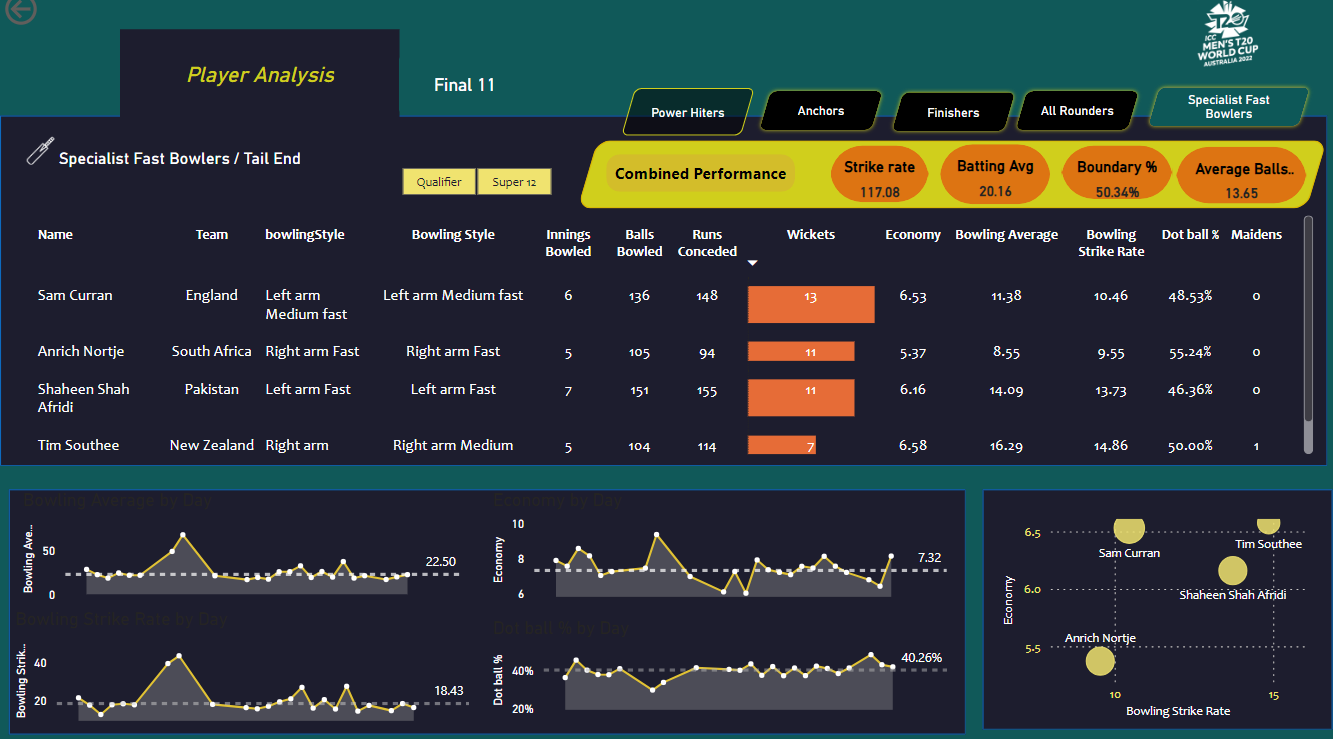 ICC
MEN'S T20
WORLD CUP
AUSTRALIA 2022
Player Analysis
Final 11
Power Hiters
Anchors
Finishers
All Rounders
Specialist Fast
Bowlers
Specialist Fast Bowlers / Tail End
Qualifier
Super 12
Combined Performance
Strike rate
117.08
Batting Avg
20.16
Boundary %
50.34%
Average Balls..
13.65
Name Team bowlingStyle Bowling Style Innings Bowled Balls Bowled Runs Conceded Wickets Economy Bowling Average Bowling Strike Rate Dot ball % Maidens
Sam Curran England Left arm Medium fast Left arm Medium fast 6 136 148 13 6.53 11.38 10.46 48.53% 0
Anrich Nortje South Africa Right arm Fast Right arm Fast 5 105 94 11 5.37 8.55 9.55 55.24% 0
Shaheen Shah Afridi Pakistan Left arm Fast Left arm Fast 7 151 155 11 6.16 14.09 13.73 46.36% 0
Tim Southee New Zealand Right arm Right arm Medium 5 104 114 7 6.58 16.29 14.86 50.00% 1
Bowling Average by Day
Bowling Ave...
50
0
22.50
Economy by Day
Economy
10
8
6
7.32
Bowling Strike Rate by Day
Bowling Strik...
40
20
18.43
Dot ball % by Day
Dot ball %
40%
20%
40.26%
Economy
6.5
6.0
5.5
Sam Curran
Tim Southee
Shaheen Shah Afridi
Anrich Nortje
10
15
Bowling Strike Rate